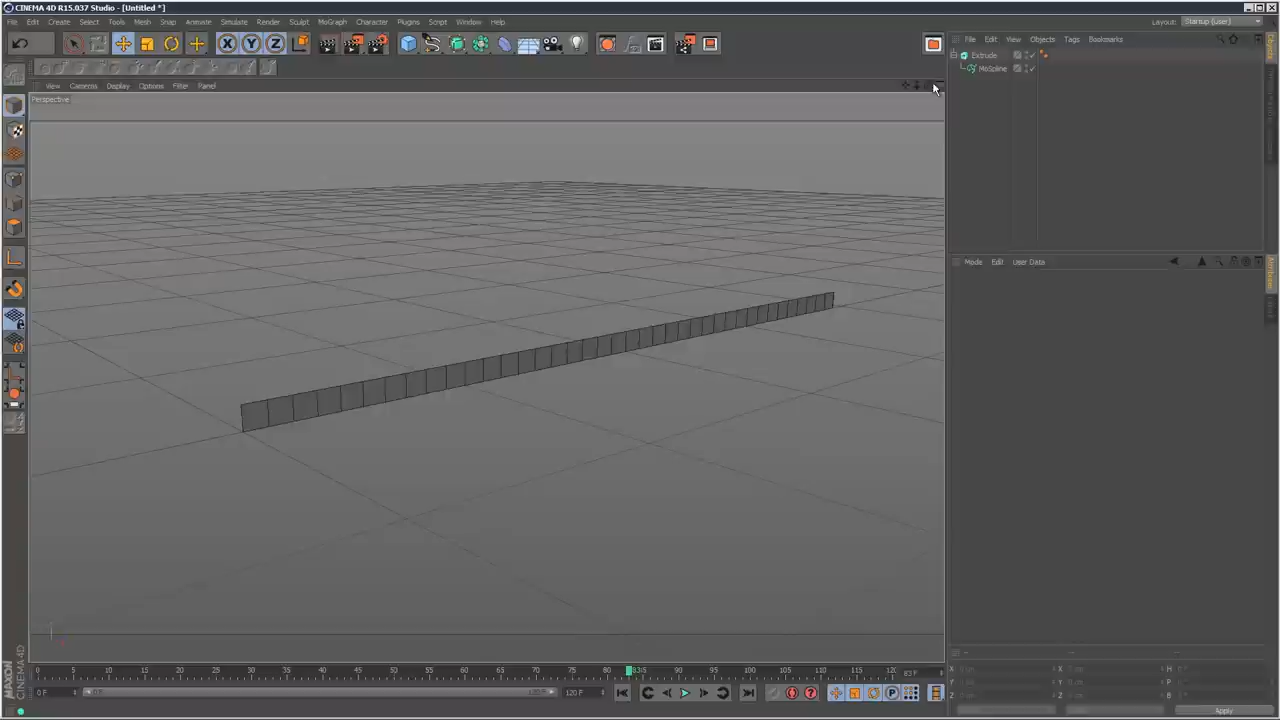 CINEMA 4D R15.037 Studio - [Untitled *]
File Edit Create Select Tools Mesh Snap Animate Simulate Render Sculpt MoGraph Character Plugins Script Window Help
Layout: Startup (User)
File Edit View Objects Tags Bookmarks
Extrude
MoSpline
View Cameras Display Options Filter Panel
Perspective
Mode Edit User Data
0 5 10 15 20 25 30 35 40 45 50 55 60 65 70 75 80 90 95 100 105 110 115
83 F
0 F
120 F
X X H
Y Y P
Z Z B
Apply
MAXON
CINEMA 4D
Objects
Attributes